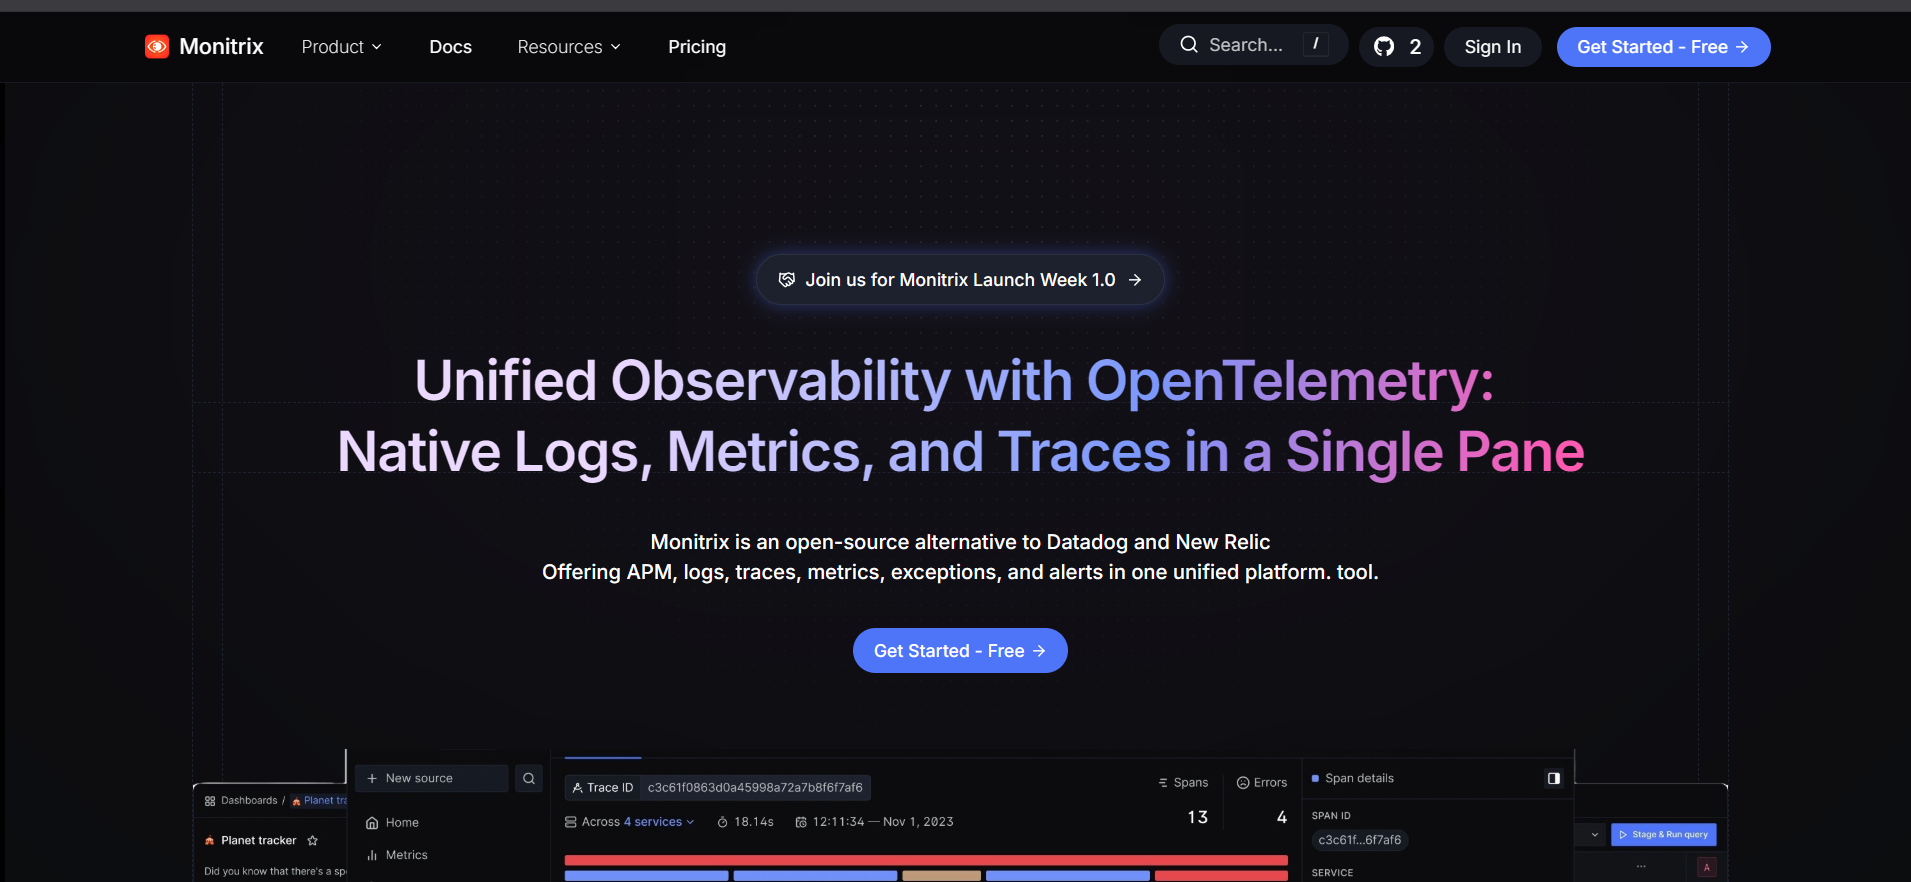 Monitrix
Product
Docs
Resources
Pricing
Search...
/
2
Sign In
Get Started - Free →
Join us for Monitrix Launch Week 1.0 →
Unified Observability with OpenTelemetry:
Native Logs, Metrics, and Traces in a Single Pane
Monitrix is an open-source alternative to Datadog and New Relic
Offering APM, logs, traces, metrics, exceptions, and alerts in one unified platform. tool.
Get Started - Free →
Dashboards /
Planet tra
Planet tracker
Did you know that there's a sp
+ New source
Home
Metrics
Trace ID
c3c61f0863d0a45998a72a7b8f6f7af6
Across 4 services
18.14s
12:11:34 — Nov 1, 2023
Spans
13
Errors
4
Span details
SPAN ID
c3c61f...6f7af6
SERVICE
Stage & Run query
...
A